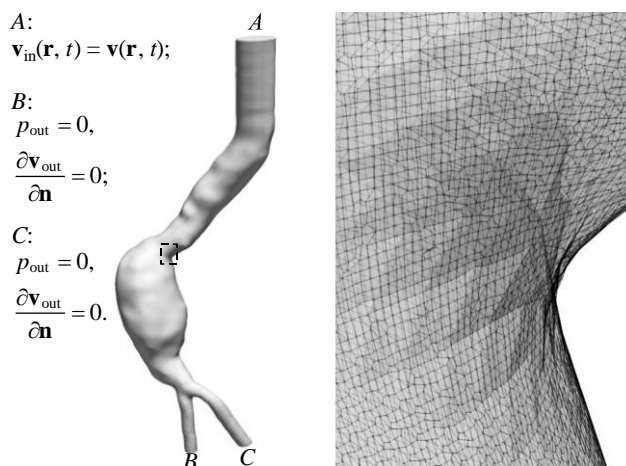 A:
v_in(r, t) = v(r, t);
B:
p_out = 0,
∂v_out/∂n = 0;
C:
p_out = 0,
∂v_out/∂n = 0.
A
B
C